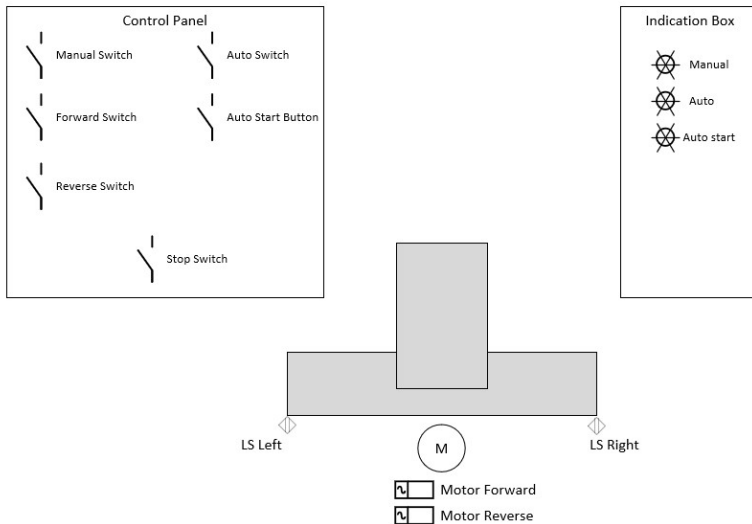 Control Panel
Manual Switch
Auto Switch
Forward Switch
Auto Start Button
Reverse Switch
Stop Switch
Indication Box
Manual
Auto
Auto start
LS Left
M
LS Right
Motor Forward
Motor Reverse